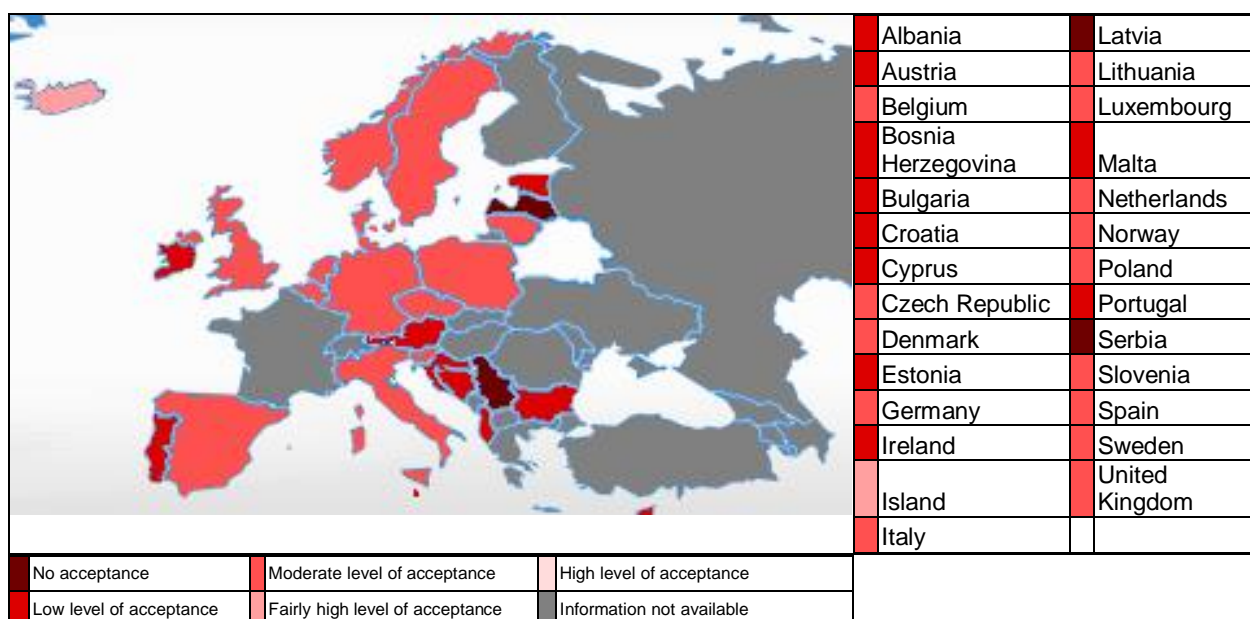 Albania
Latvia
Austria
Lithuania
Belgium
Luxembourg
Bosnia
Herzegovina
Malta
Bulgaria
Netherlands
Croatia
Norway
Cyprus
Poland
Czech Republic
Portugal
Denmark
Serbia
Estonia
Slovenia
Germany
Spain
Ireland
Sweden
Island
United
Kingdom
Italy
No acceptance
Moderate level of acceptance
High level of acceptance
Low level of acceptance
Fairly high level of acceptance
Information not available